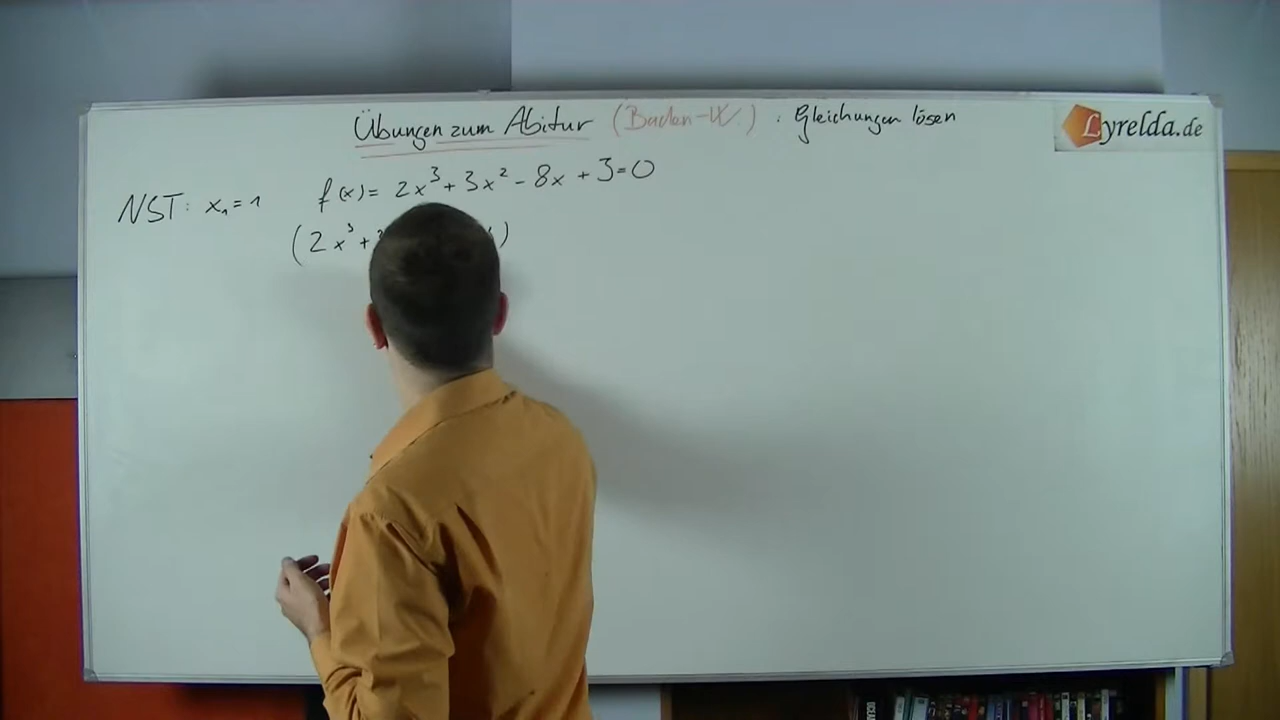 Übungen zum Abitur (Baden-W.) : Gleichungen lösen
Lyrelda.de
NST: x₁ = 1 f(x) = 2x³ + 3x² - 8x + 3 = 0
(2x³ + )